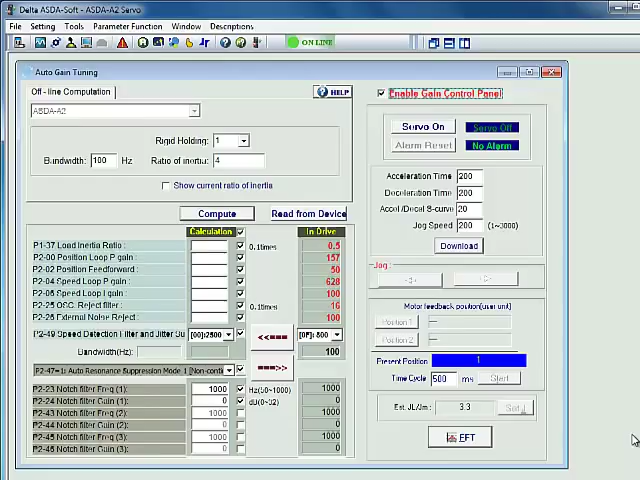 Delta ASDA-Soft - ASDA-A2 Servo
File Setting Tools Parameter Function Window Descriptions
ON LINE
Auto Gain Tuning
Off - line Computation
HELP
Enable Gain Control Panel
ASDA-A2
Servo On Servo Off
Rigid Holding: 1
Alarm Reset No Alarm
Bandwidth: 100 Hz Ratio of inertia: 4
Acceleration Time 200
Show current ratio of inertia
Deceleration Time 200
Accel/Decel S-curve 20
Compute Read from Device
Jog Speed 200 (1~3000)
Calculation In Drive
Download
P1-37 Load Inertia Ratio : 0.1times 0.5
P2-00 Position Loop P gain: 157
Jog :
P2-02 Position Feedforward: 50
P2-04 Speed Loop P gain: 628
P2-06 Speed Loop I gain: 100
Motor feedback position(user unit)
P2-25 OSC. Reject filter: 0.1times 16
P2-26 External Noise Reject: 100
Position 1
P2-49 Speed Detection Filter and Jitter Su [00]:2500 <<=== [0F]: 800
Position 2
Bandwidth(Hz): 100
Present Position 1
P2-47= 1: Auto Resonance Suppression Mode 1 [Non-conti ===>>
Time Cycle 500 ms Start
P2-23 Notch filter Freq (1): 1000 Hz(50~1000) 1000
P2-24 Notch filter Gain (1): 0 dB(0~32) 0
Est. JL/Jm : 3.3
P2-43 Notch filter Freq (2): 1000 1000
P2-44 Notch filter Gain (2): 0 0
P2-45 Notch filter Freq (3): 1000 1000
FFT
P2-46 Notch filter Gain (3): 0 0